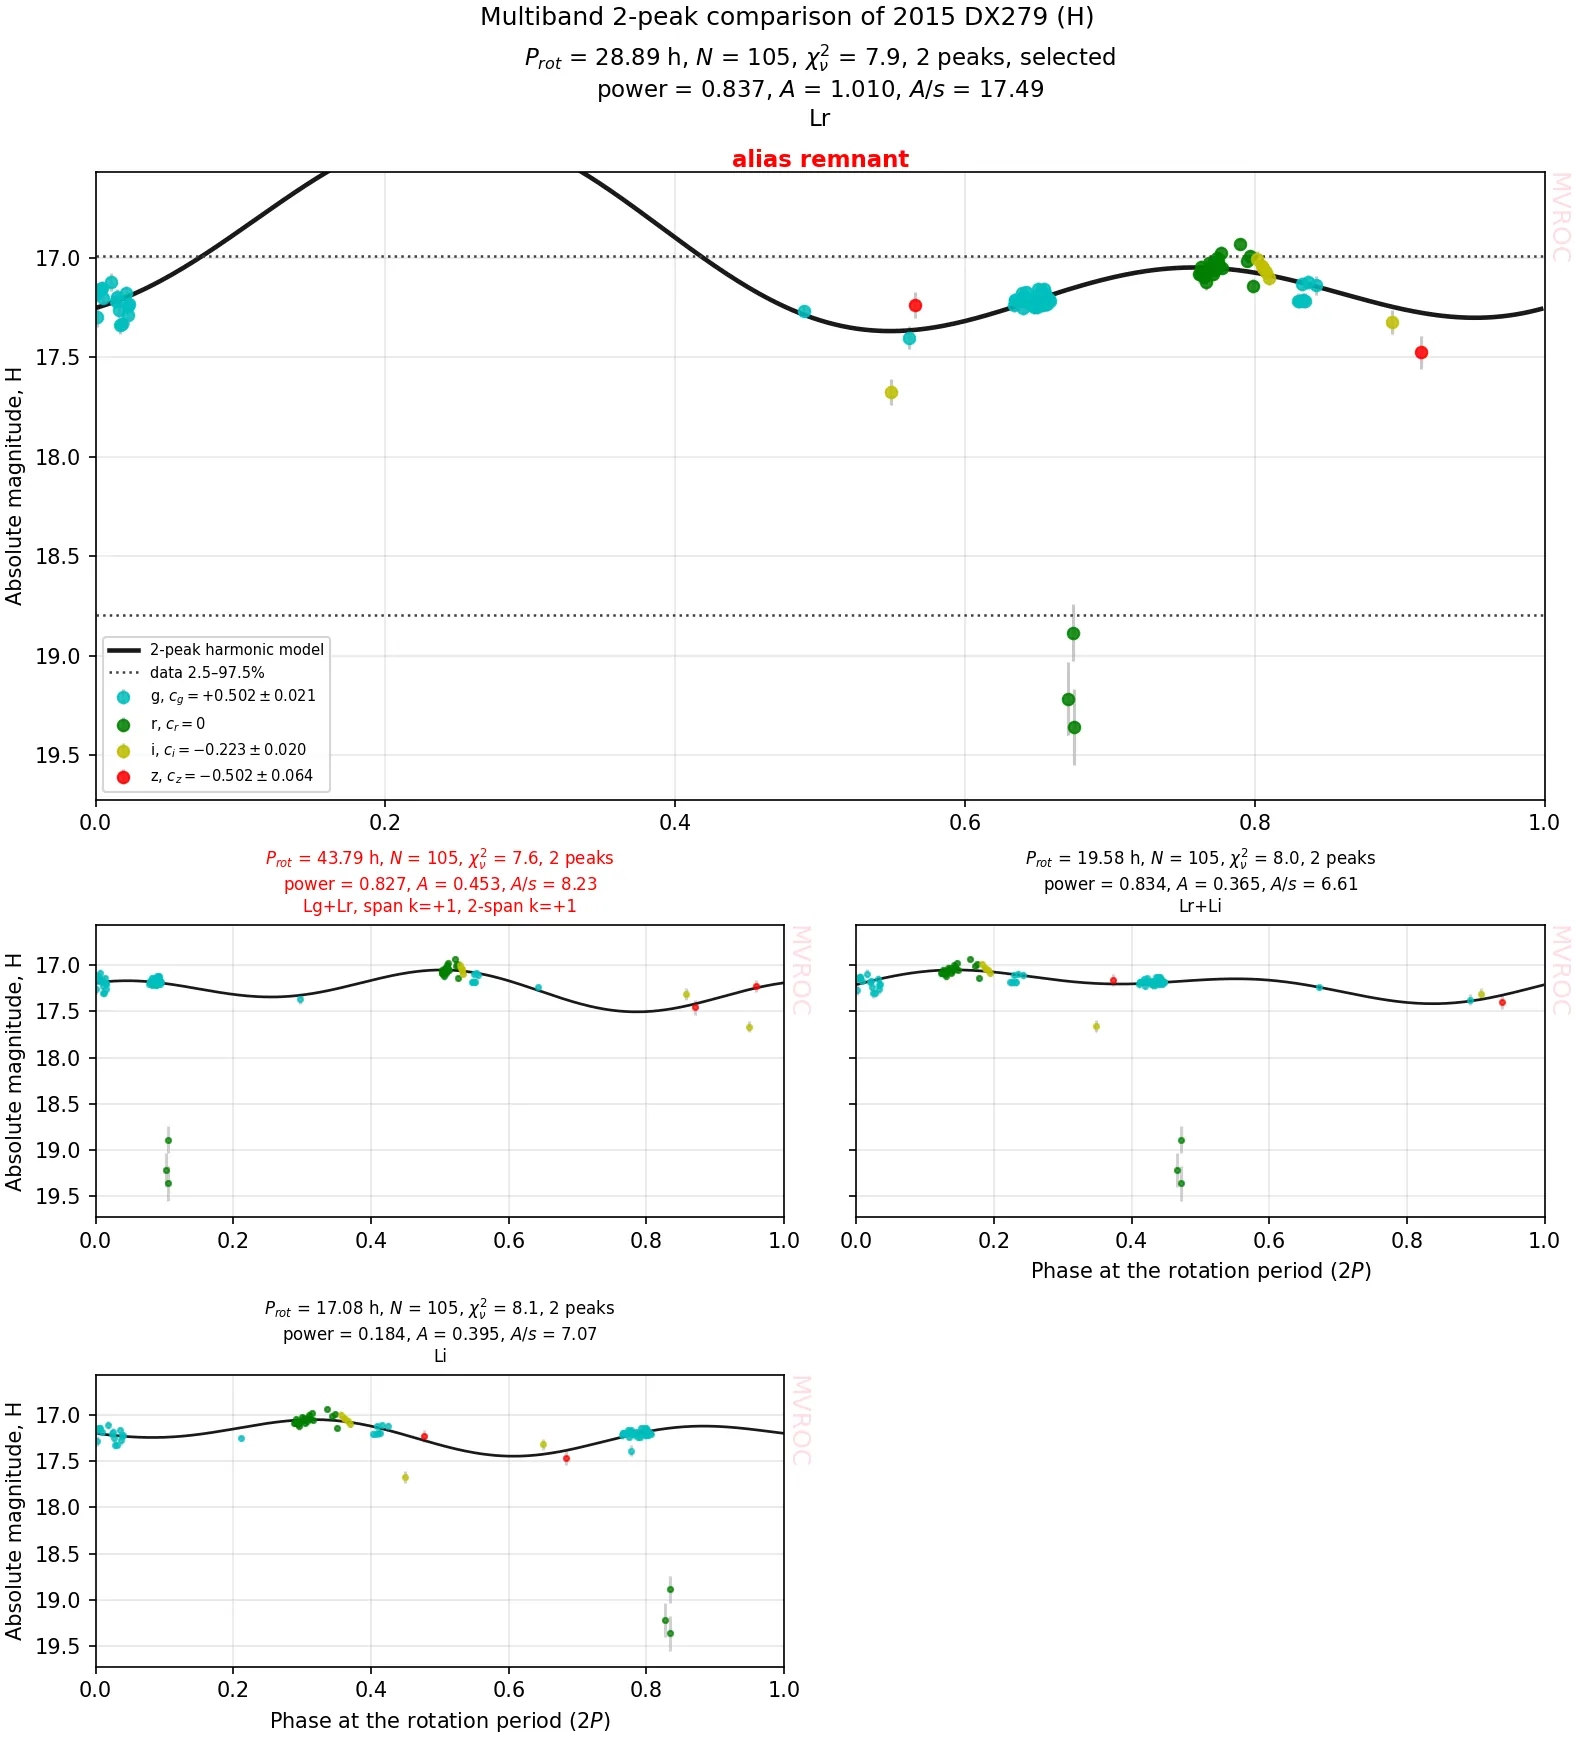 Multiband 2-peak comparison of 2015 DX279 (H)
P_rot = 28.89 h, N = 105, χ²_ν = 7.9, 2 peaks, selected
power = 0.837, A = 1.010, A/s = 17.49
Lr
alias remnant
MVROC
Absolute magnitude, H
17.0
17.5
18.0
18.5
19.0
19.5
2-peak harmonic model
data 2.5–97.5%
g, c_g = +0.502 ± 0.021
r, c_r = 0
i, c_i = −0.223 ± 0.020
z, c_z = −0.502 ± 0.064
0.0 0.2 0.4 0.6 0.8 1.0
P_rot = 43.79 h, N = 105, χ²_ν = 7.6, 2 peaks
power = 0.827, A = 0.453, A/s = 8.23
Lg+Lr, span k=+1, 2-span k=+1
MVROC
Absolute magnitude, H
17.0
17.5
18.0
18.5
19.0
19.5
0.0 0.2 0.4 0.6 0.8 1.0
P_rot = 19.58 h, N = 105, χ²_ν = 8.0, 2 peaks
power = 0.834, A = 0.365, A/s = 6.61
Lr+Li
MVROC
0.0 0.2 0.4 0.6 0.8 1.0
Phase at the rotation period (2P)
P_rot = 17.08 h, N = 105, χ²_ν = 8.1, 2 peaks
power = 0.184, A = 0.395, A/s = 7.07
Li
MVROC
Absolute magnitude, H
17.0
17.5
18.0
18.5
19.0
19.5
0.0 0.2 0.4 0.6 0.8 1.0
Phase at the rotation period (2P)